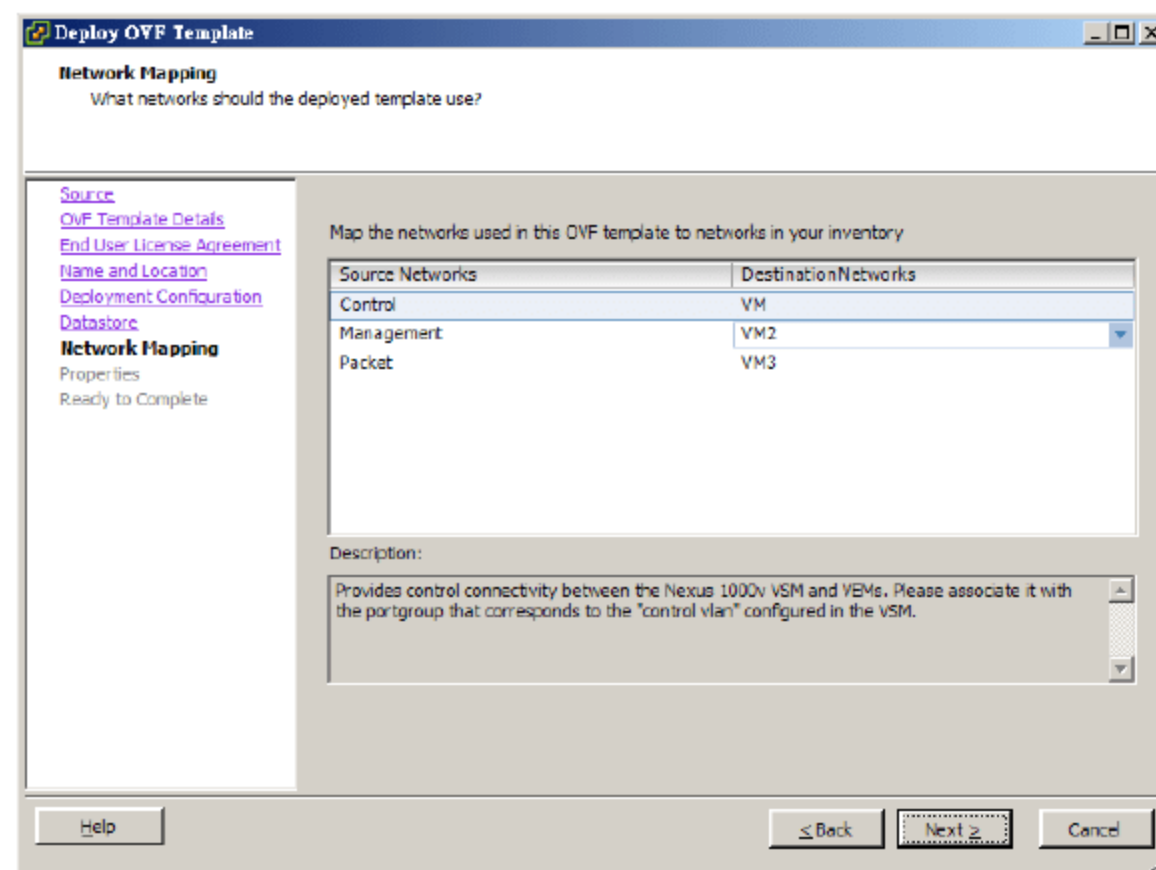 Deploy OVF Template
Network Mapping
What networks should the deployed template use?
Source
OVF Template Details
End User License Agreement
Name and Location
Deployment Configuration
Datastore
Network Mapping
Properties
Ready to Complete
Map the networks used in this OVF template to networks in your inventory
Source Networks DestinationNetworks
Control VM
Management VM2
Packet VM3
Description:
Provides control connectivity between the Nexus 1000v VSM and VEMs. Please associate it with
the portgroup that corresponds to the "control vlan" configured in the VSM.
Help ≤ Back Next ≥ Cancel